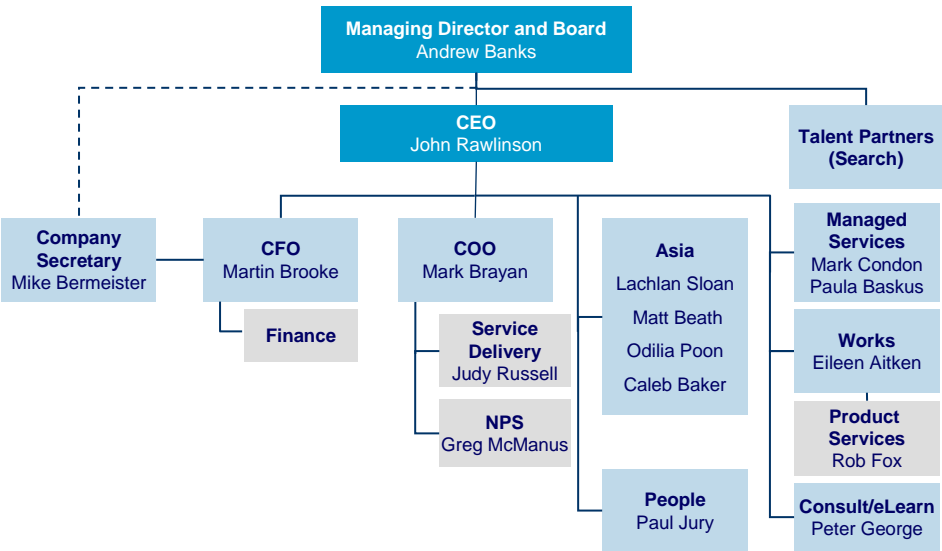 Managing Director and Board
Andrew Banks
CEO
John Rawlinson
Talent Partners
(Search)
Company
Secretary
Mike Bermeister
CFO
Martin Brooke
Finance
COO
Mark Brayan
Service
Delivery
Judy Russell
NPS
Greg McManus
Asia
Lachlan Sloan
Matt Beath
Odilia Poon
Caleb Baker
People
Paul Jury
Managed
Services
Mark Condon
Paula Baskus
Works
Eileen Aitken
Product
Services
Rob Fox
Consult/eLearn
Peter George